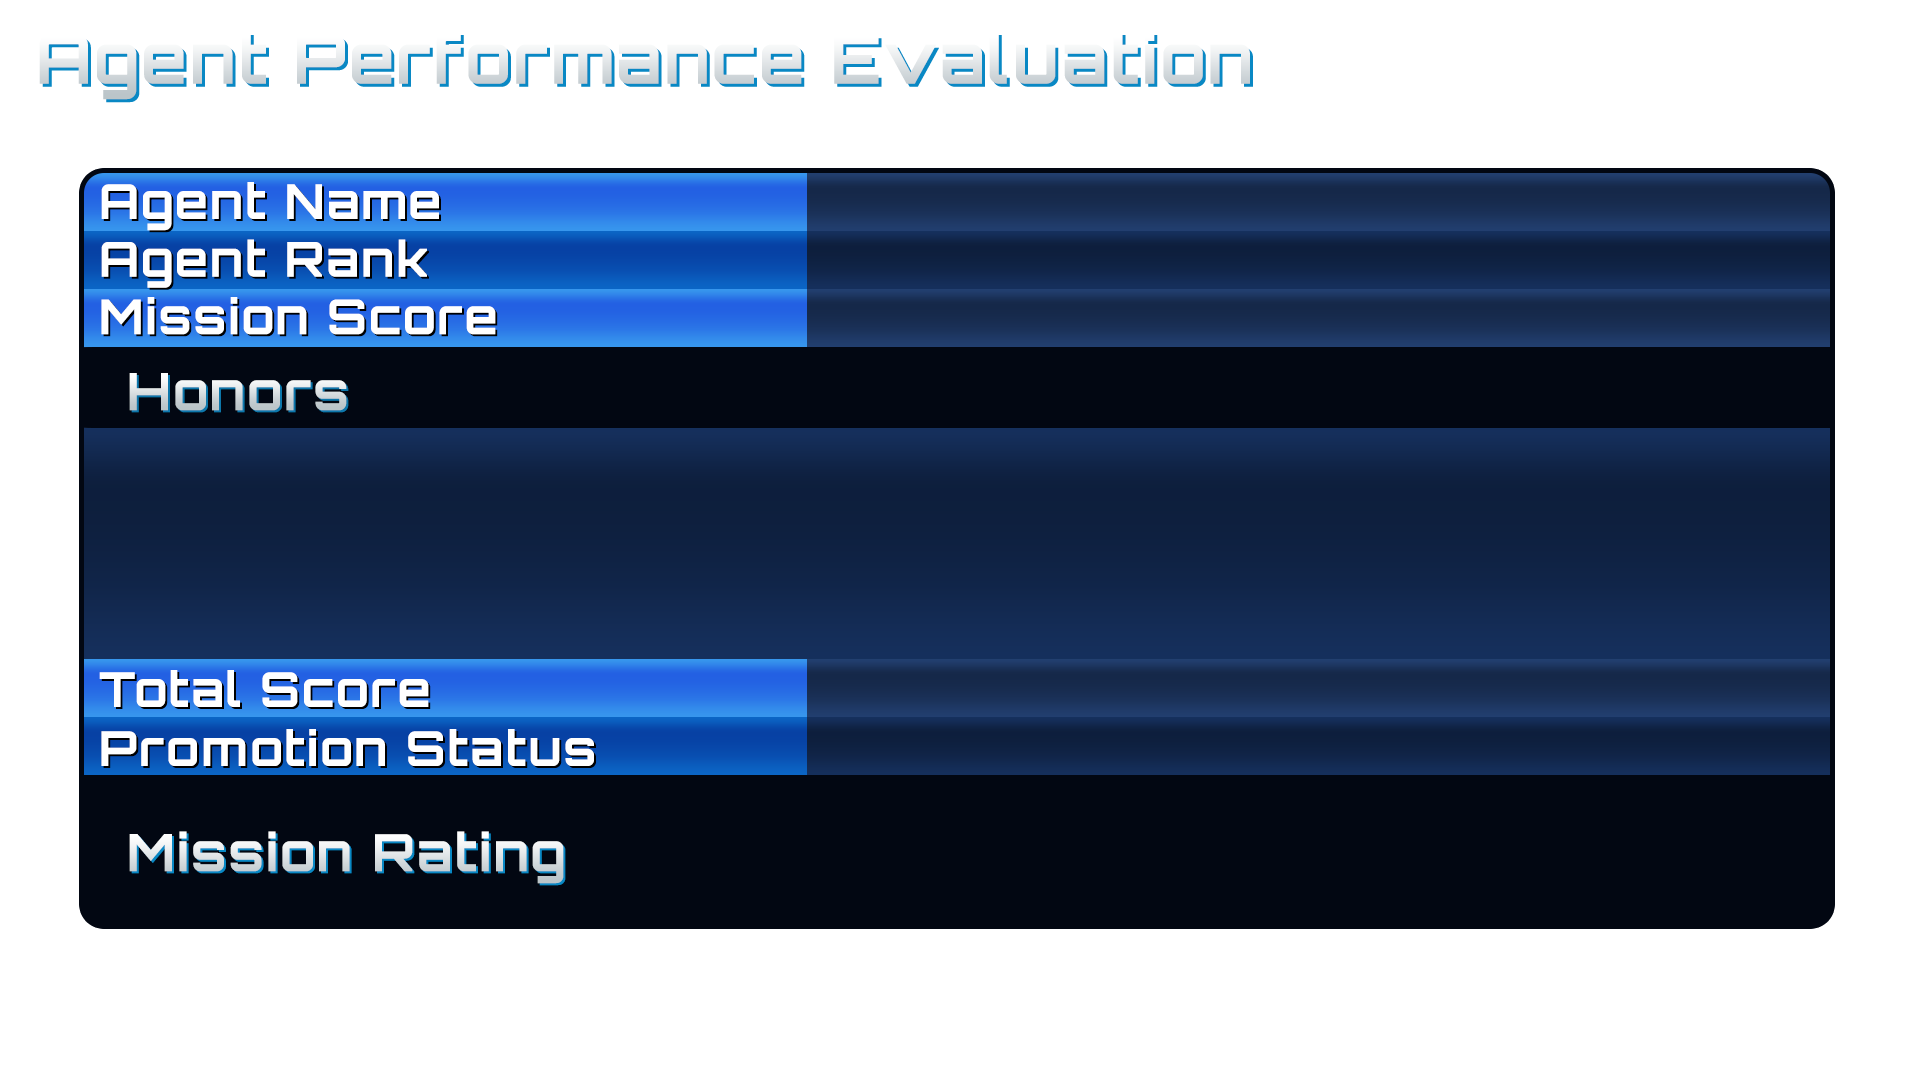 Agent Performance Evaluation
Agent Name
Agent Rank
Mission Score
Honors
Total Score
Promotion Status
Mission Rating